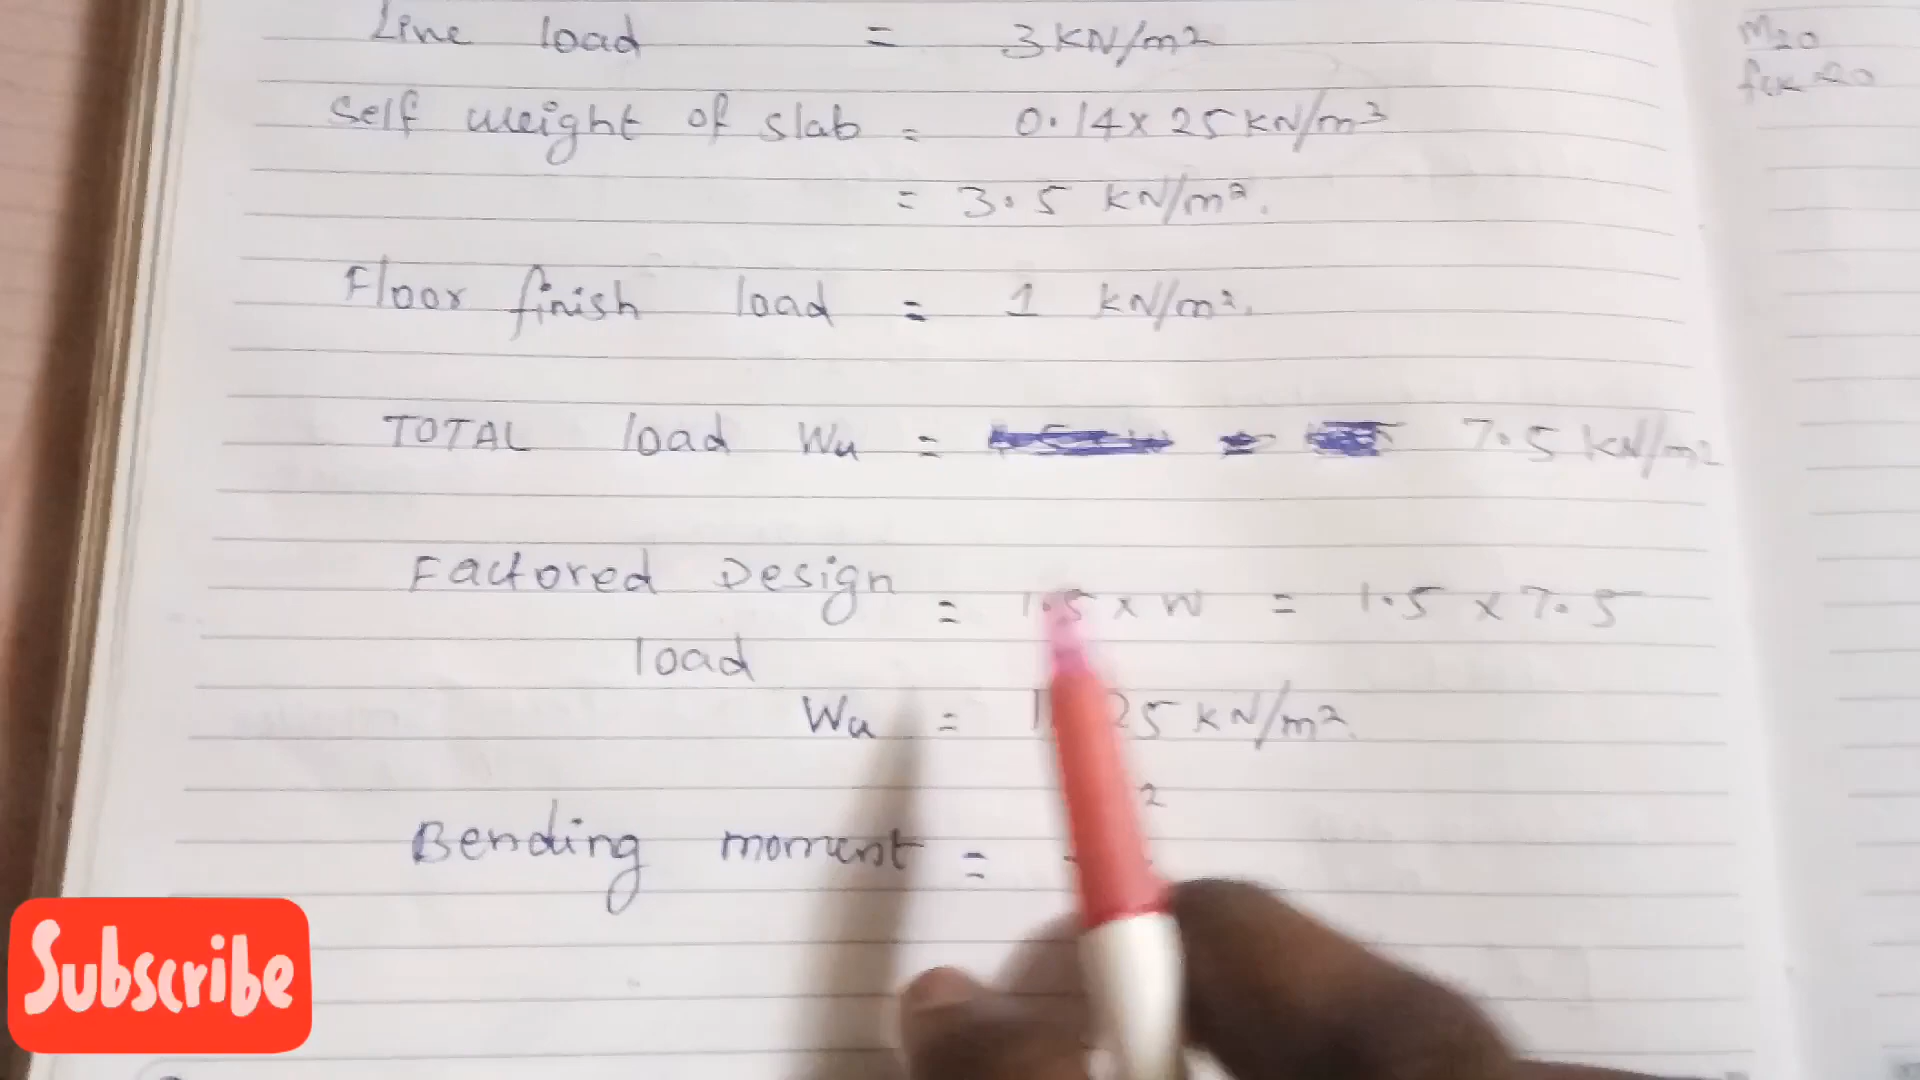 Line load = 3 KN/m2
Self weight of slab = 0.14 x 25 KN/m3
= 3.5 KN/m2.
Floor finish load = 1 KN/m2.
TOTAL load Wu = 7.5 KN/m2
Factored Design load = 1.5 x W = 1.5 x 7.5
Wu = 25 KN/m2.
Bending moment =
M20
fck
Subscribe